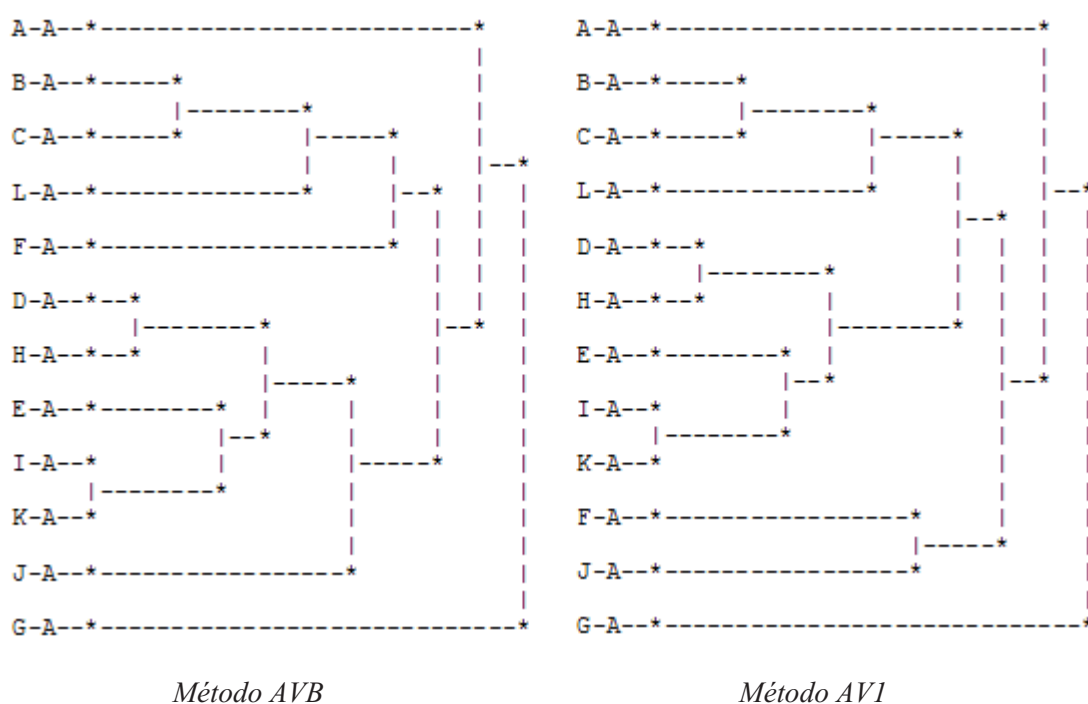 A-A
B-A
C-A
L-A
F-A
D-A
H-A
E-A
I-A
K-A
J-A
G-A
Método AVB
A-A
B-A
C-A
L-A
D-A
H-A
E-A
I-A
K-A
F-A
J-A
G-A
Método AV1